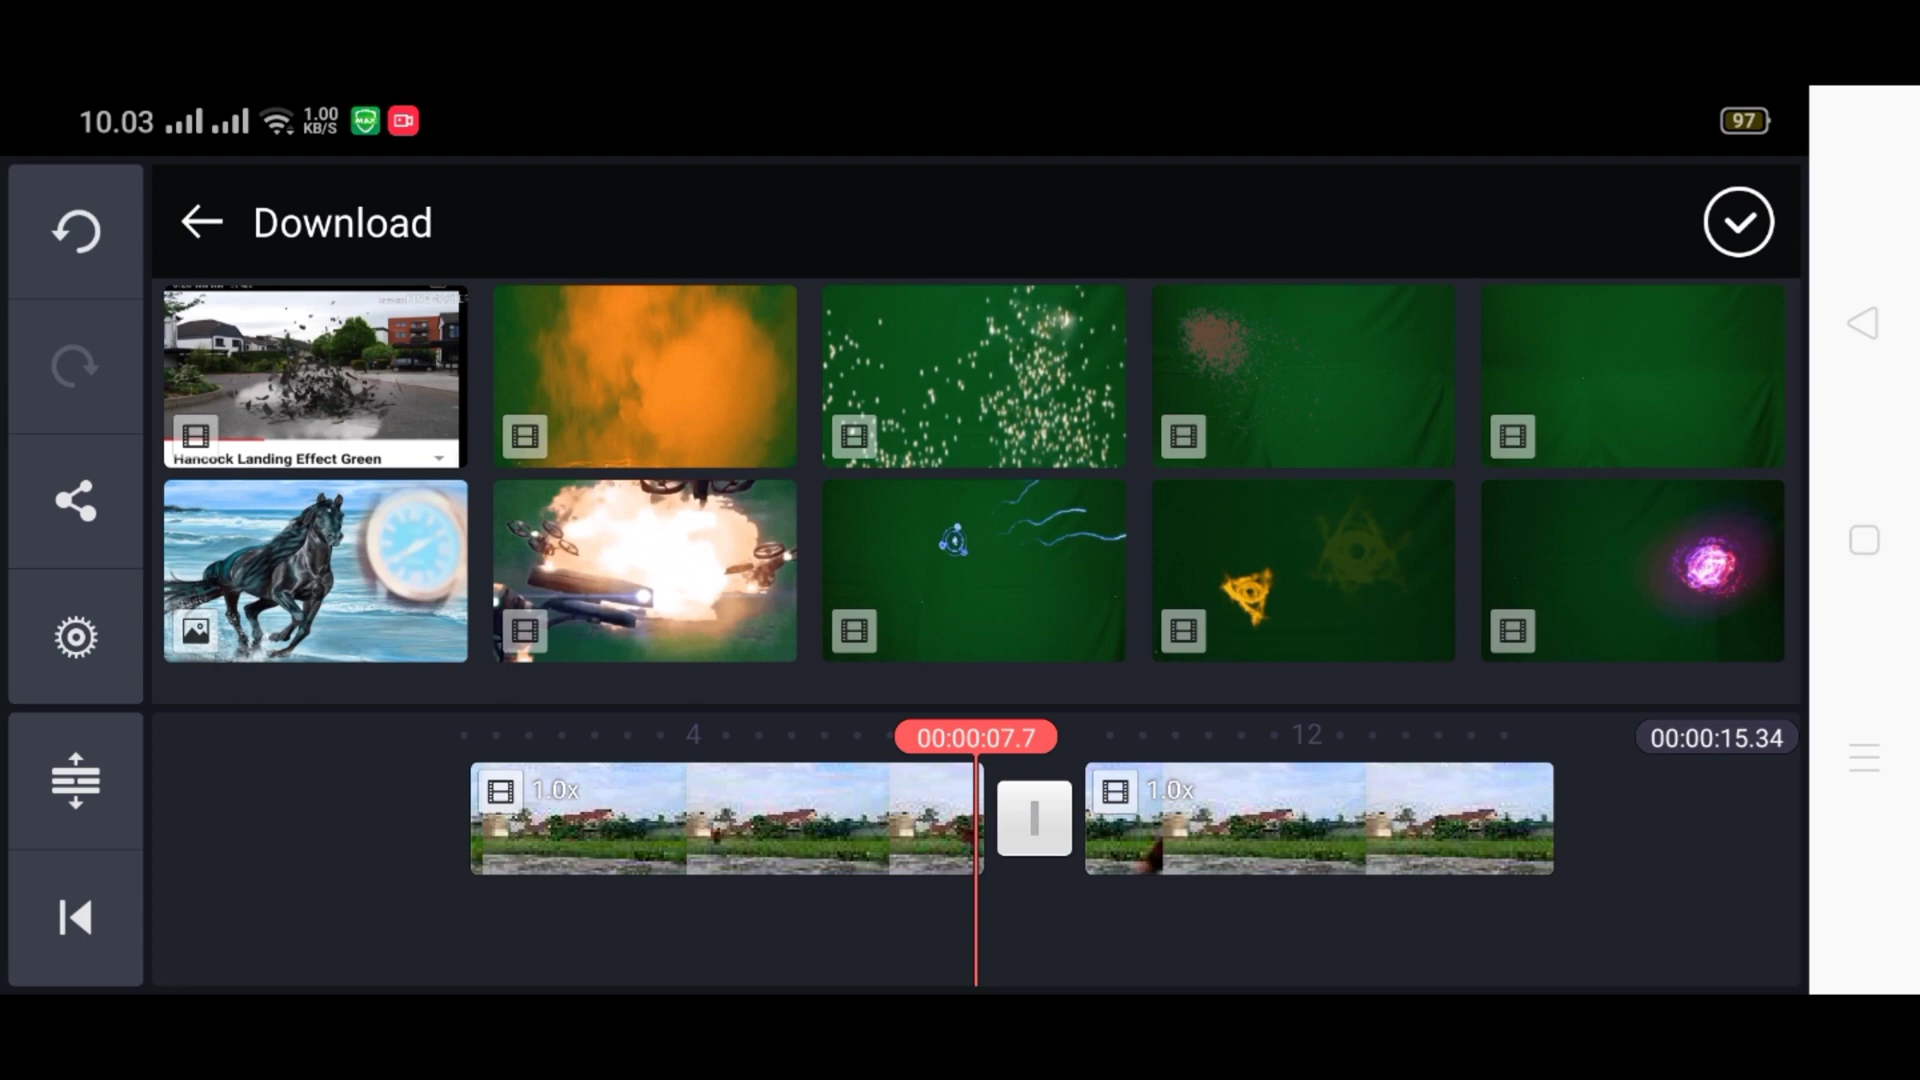 10.03
1.00
KB/S
MAX
97
Download
Hancock Landing Effect Green
4
00:00:07.7
12
00:00:15.34
1.0x
1.0x